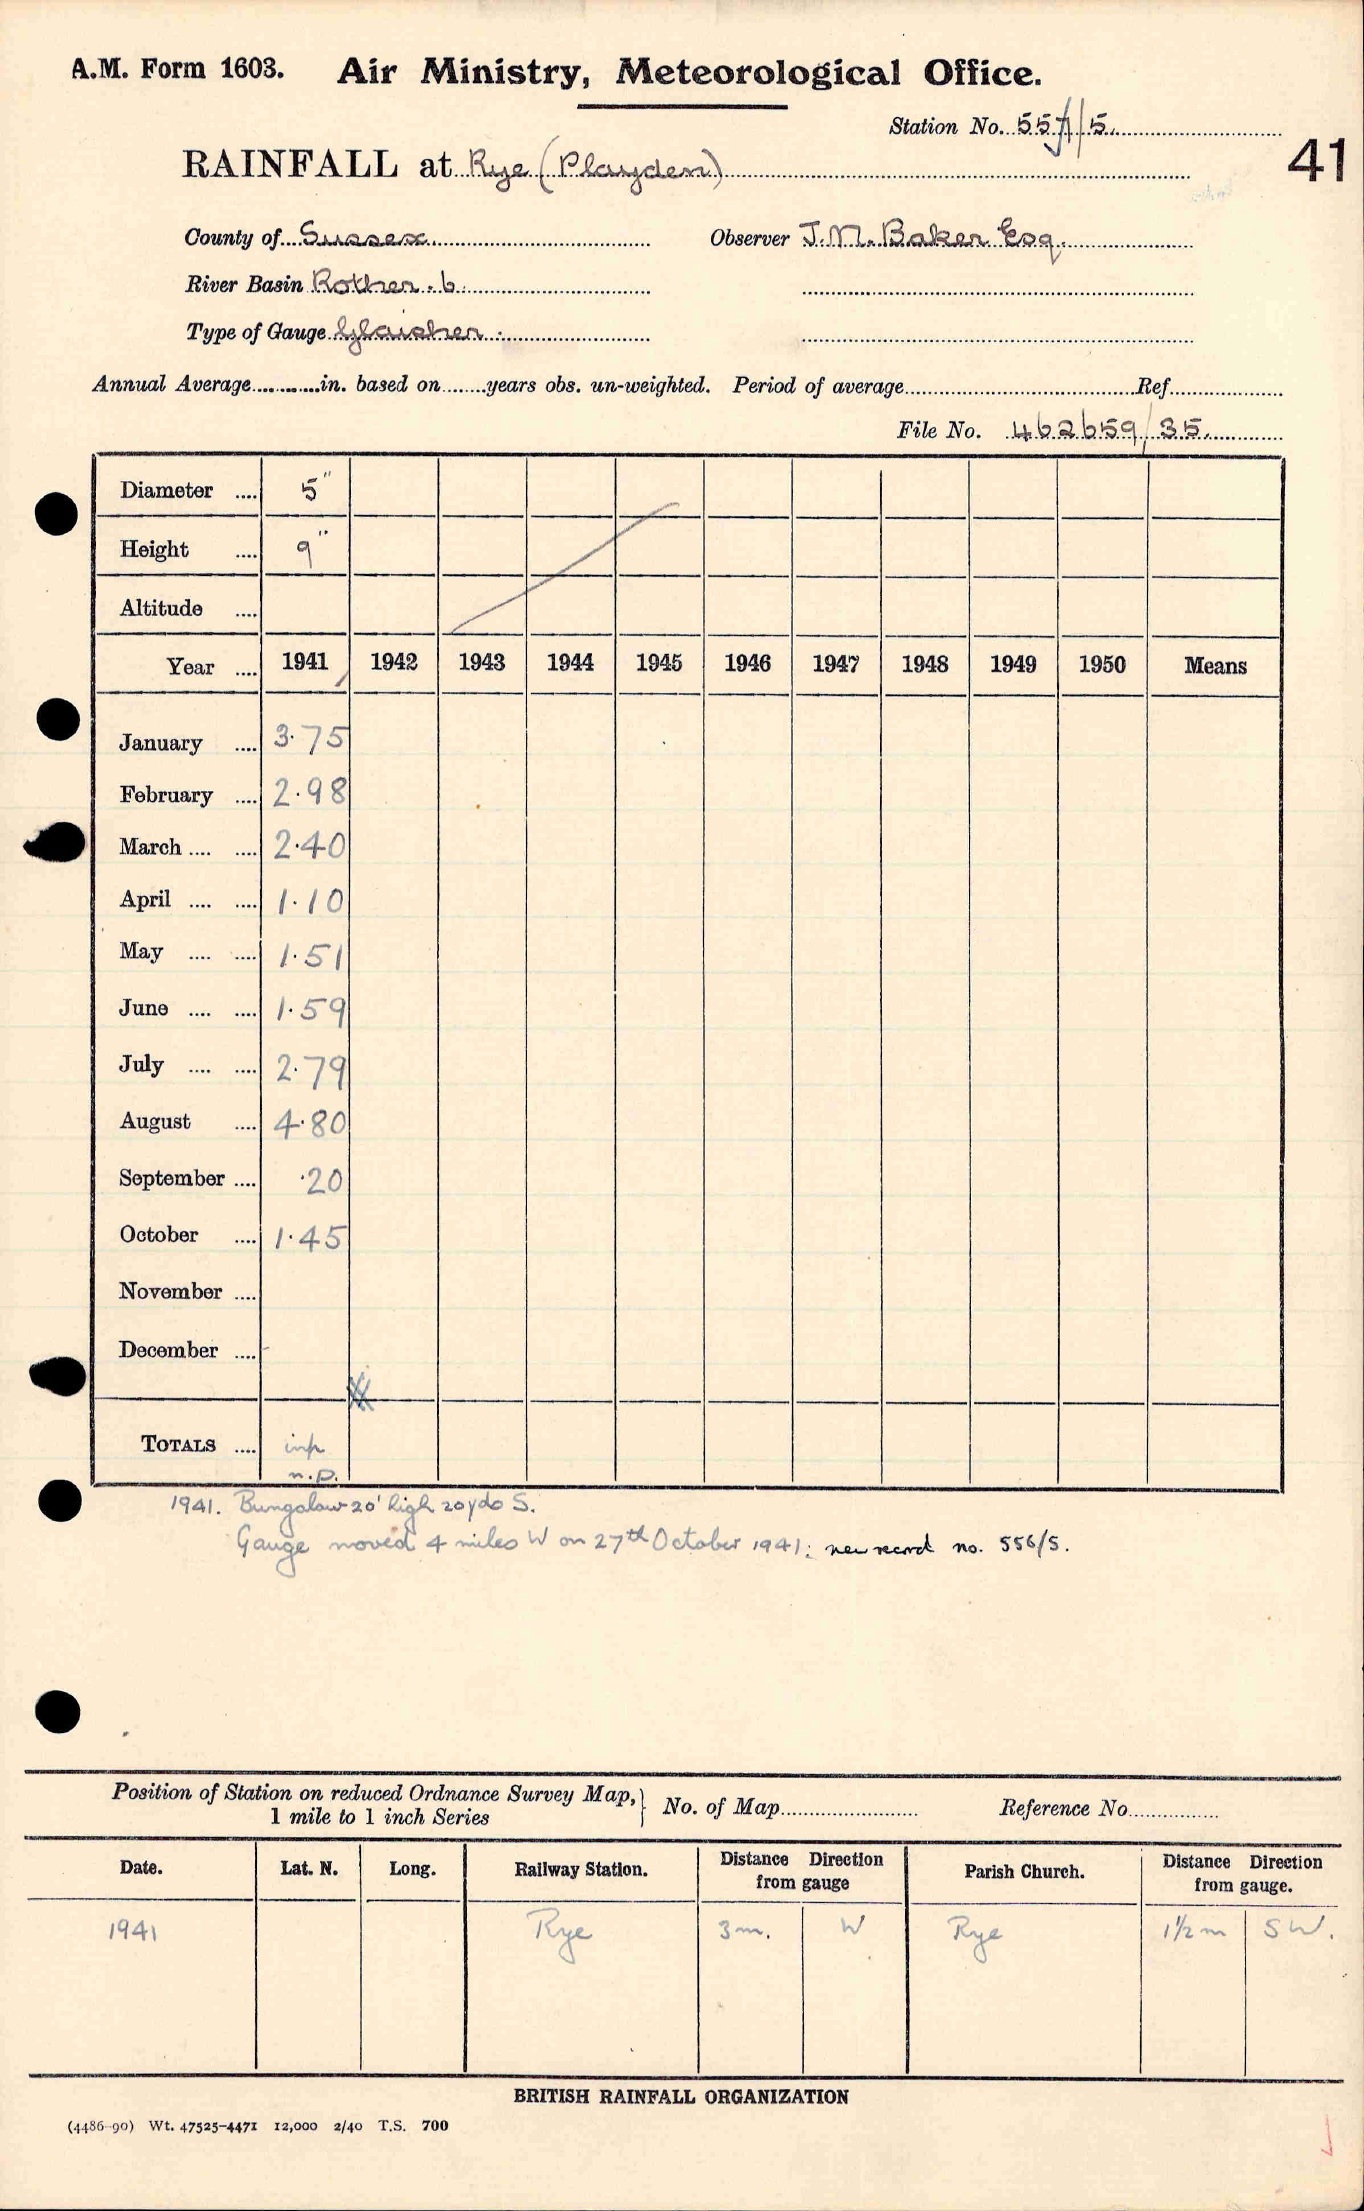 A.M. Form 1603. Air Ministry, Meteorological Office.
Station No. 557/5.
41
RAINFALL at Rye (Playden)
County of Sussex. Observer J.M. Baker Esq.
River Basin Rother. 6.
Type of Gauge Glaisher.
Annual Average............in. based on........years obs. un-weighted. Period of average........Ref........
File No. 462659/35.
Diameter .... 5"
Height .... 9"
Altitude ....
Year .... 1941 1942 1943 1944 1945 1946 1947 1948 1949 1950 Means
January .... 3.75
February .... 2.98
March .... .... 2.40
April .... .... 1.10
May .... .... 1.51
June .... .... 1.59
July .... .... 2.79
August .... 4.80
September .... .20
October .... 1.45
November ....
December ....
TOTALS .... inp
n.p.
1941. Bungalow 20' high 20yds S.
Gauge moved 4 miles W on 27th October 1941: new record no. 556/5.
Position of Station on reduced Ordnance Survey Map, } No. of Map........ Reference No........
1 mile to 1 inch Series
Date. Lat. N. Long. Railway Station. Distance Direction from gauge Parish Church. Distance Direction from gauge.
1941 Rye 3m. W Rye 1½m SW.
BRITISH RAINFALL ORGANIZATION
(4486-90) Wt. 47525-4471 12,000 2/40 T.S. 700